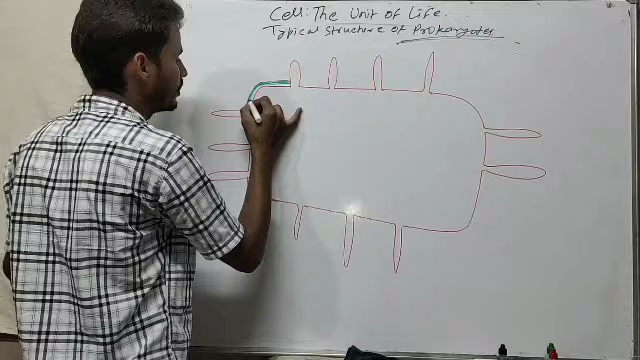 Cell: The Unit of Life.
Typical Structure of Prokaryotes